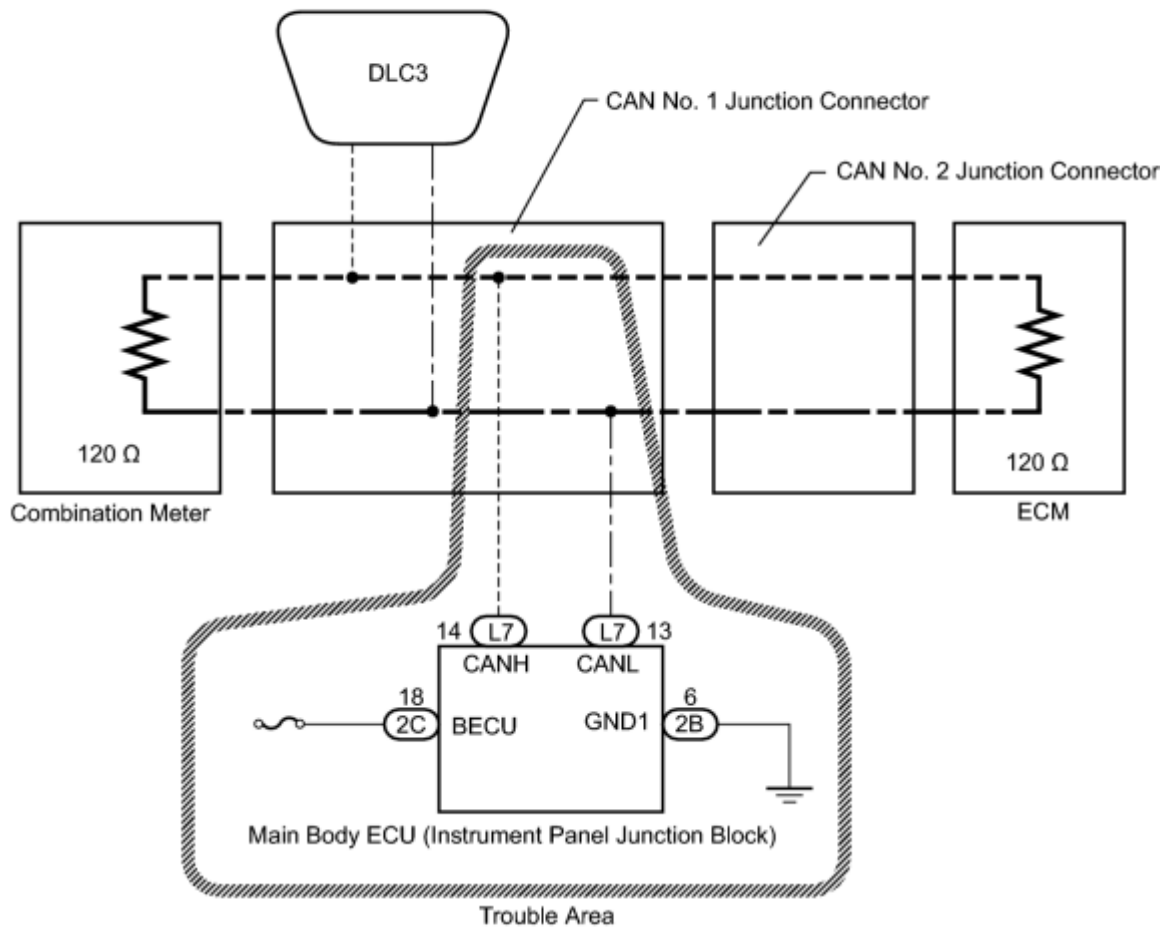 DLC3
CAN No. 1 Junction Connector
CAN No. 2 Junction Connector
120 Ω
120 Ω
Combination Meter
ECM
14 L7 L7 13
CANH CANL
18 6
2C BECU GND1 2B
Main Body ECU (Instrument Panel Junction Block)
Trouble Area